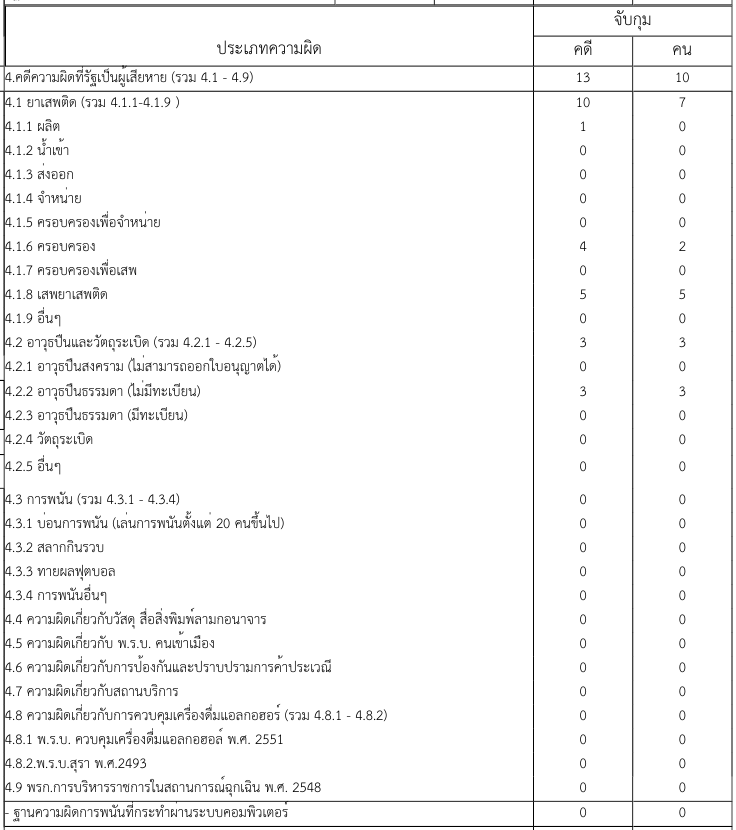 จับกุม
ประเภทความผิด คดี คน
4.คดีความผิดที่รัฐเป็นผู้เสียหาย (รวม 4.1 - 4.9) 13 10
4.1 ยาเสพติด (รวม 4.1.1-4.1.9 ) 10 7
4.1.1 ผลิต 1 0
4.1.2 น้ำเข้า 0 0
4.1.3 ส่งออก 0 0
4.1.4 จำหน่าย 0 0
4.1.5 ครอบครองเพื่อจำหน่าย 0 0
4.1.6 ครอบครอง 4 2
4.1.7 ครอบครองเพื่อเสพ 0 0
4.1.8 เสพยาเสพติด 5 5
4.1.9 อื่นๆ 0 0
4.2 อาวุธปืนและวัตถุระเบิด (รวม 4.2.1 - 4.2.5) 3 3
4.2.1 อาวุธปืนสงคราม (ไม่สามารถออกใบอนุญาตได้) 0 0
4.2.2 อาวุธปืนธรรมดา (ไม่มีทะเบียน) 3 3
4.2.3 อาวุธปืนธรรมดา (มีทะเบียน) 0 0
4.2.4 วัตถุระเบิด 0 0
4.2.5 อื่นๆ 0 0
4.3 การพนัน (รวม 4.3.1 - 4.3.4) 0 0
4.3.1 บ่อนการพนัน (เล่นการพนันตั้งแต่ 20 คนขึ้นไป) 0 0
4.3.2 สลากกินรวบ 0 0
4.3.3 ทายผลฟุตบอล 0 0
4.3.4 การพนันอื่นๆ 0 0
4.4 ความผิดเกี่ยวกับวัสดุ สื่อสิ่งพิมพ์ลามกอนาจาร 0 0
4.5 ความผิดเกี่ยวกับ พ.ร.บ. คนเข้าเมือง 0 0
4.6 ความผิดเกี่ยวกับการป้องกันและปราบปรามการค้าประเวณี 0 0
4.7 ความผิดเกี่ยวกับสถานบริการ 0 0
4.8 ความผิดเกี่ยวกับการควบคุมเครื่องดื่มแอลกอฮอร์ (รวม 4.8.1 - 4.8.2) 0 0
4.8.1 พ.ร.บ. ควบคุมเครื่องดื่มแอลกอฮอล์ พ.ศ. 2551 0 0
4.8.2.พ.ร.บ.สุรา พ.ศ.2493 0 0
4.9 พรก.การบริหารราชการในสถานการณ์ฉุกเฉิน พ.ศ. 2548 0 0
- ฐานความผิดการพนันที่กระทำผ่านระบบคอมพิวเตอร์ 0 0